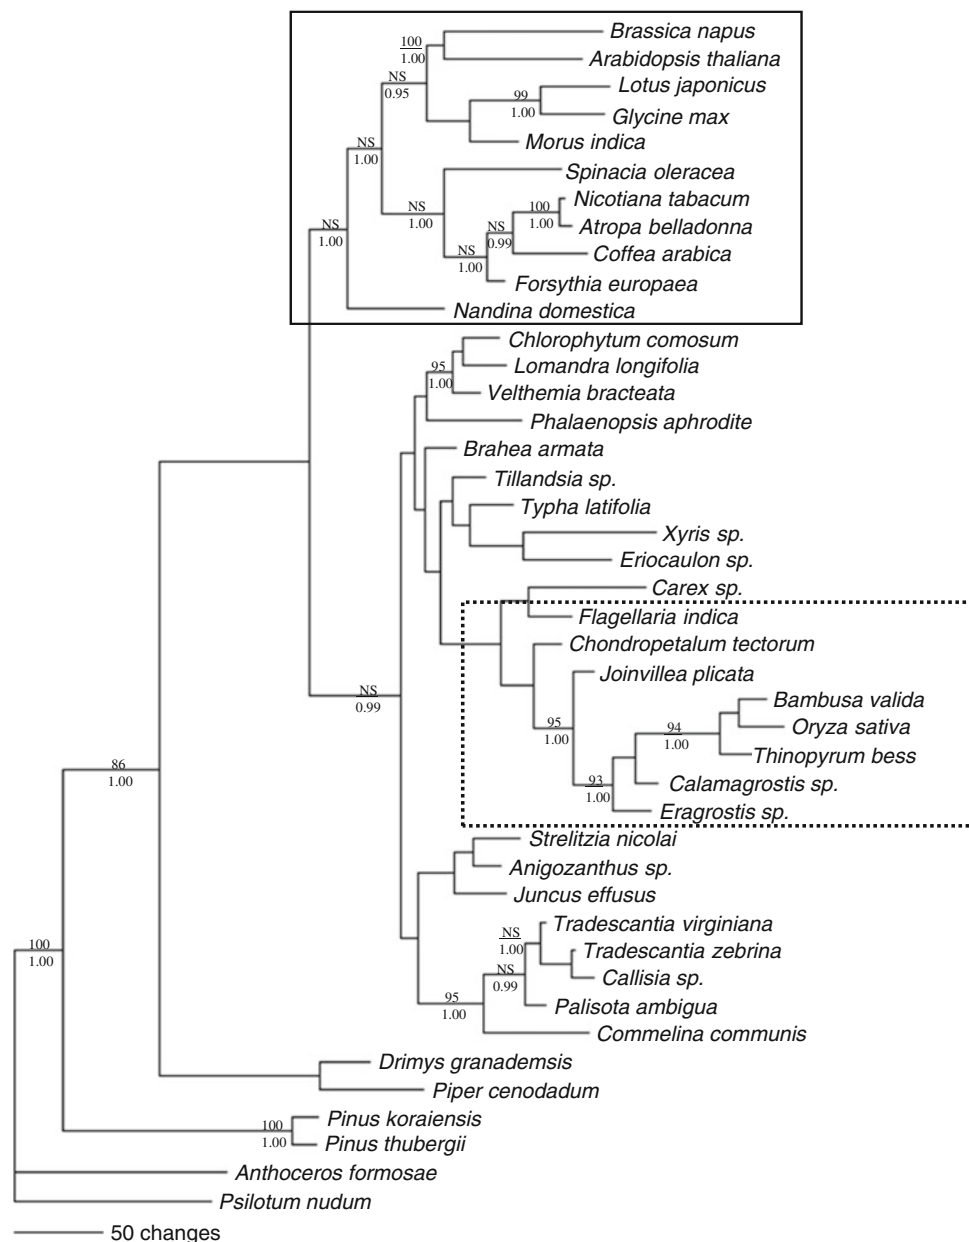 Brassica napus
100
1.00
Arabidopsis thaliana
NS
0.95
Lotus japonicus
99
1.00
Glycine max
Morus indica
NS
1.00
Spinacia oleracea
NS
1.00
Nicotiana tabacum
100
1.00
Atropa belladonna
NS
0.99
Coffea arabica
NS
1.00
1.00
Forsythia europaea
Nandina domestica
Chlorophytum comosum
95
1.00
Lomandra longifolia
Velthemia bracteata
Phalaenopsis aphrodite
Brahea armata
Tillandsia sp.
Typha latifolia
Xyris sp.
Eriocaulon sp.
Carex sp.
Flagellaria indica
Chondropetalum tectorum
Joinvillea plicata
NS
0.99
Bambusa valida
95
1.00
Oryza sativa
94
1.00
Thinopyrum bess
86
1.00
93
1.00
Calamagrostis sp.
Eragrostis sp.
Strelitzia nicolai
Anigozanthus sp.
Juncus effusus
Tradescantia virginiana
NS
1.00
100
1.00
Tradescantia zebrina
NS
0.99
Callisia sp.
95
1.00
Palisota ambigua
Commelina communis
Drimys granademsis
Piper cenodadum
Pinus koraiensis
100
1.00
Pinus thubergii
Anthoceros formosae
Psilotum nudum
50 changes